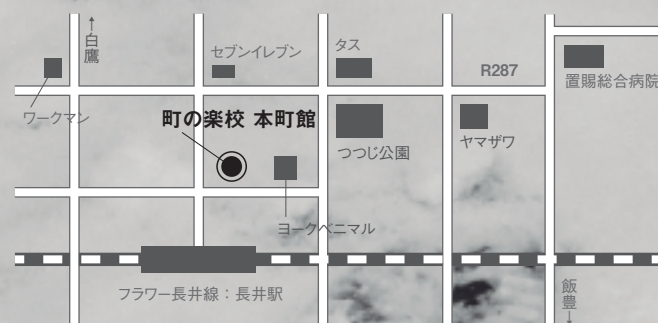 ↑白鷹
セブンイレブン
タス
R287
置賜総合病院
ワークマン
町の楽校 本町館
つつじ公園
ヤマザワ
ヨークベニマル
フラワー長井線：長井駅
飯豊↓